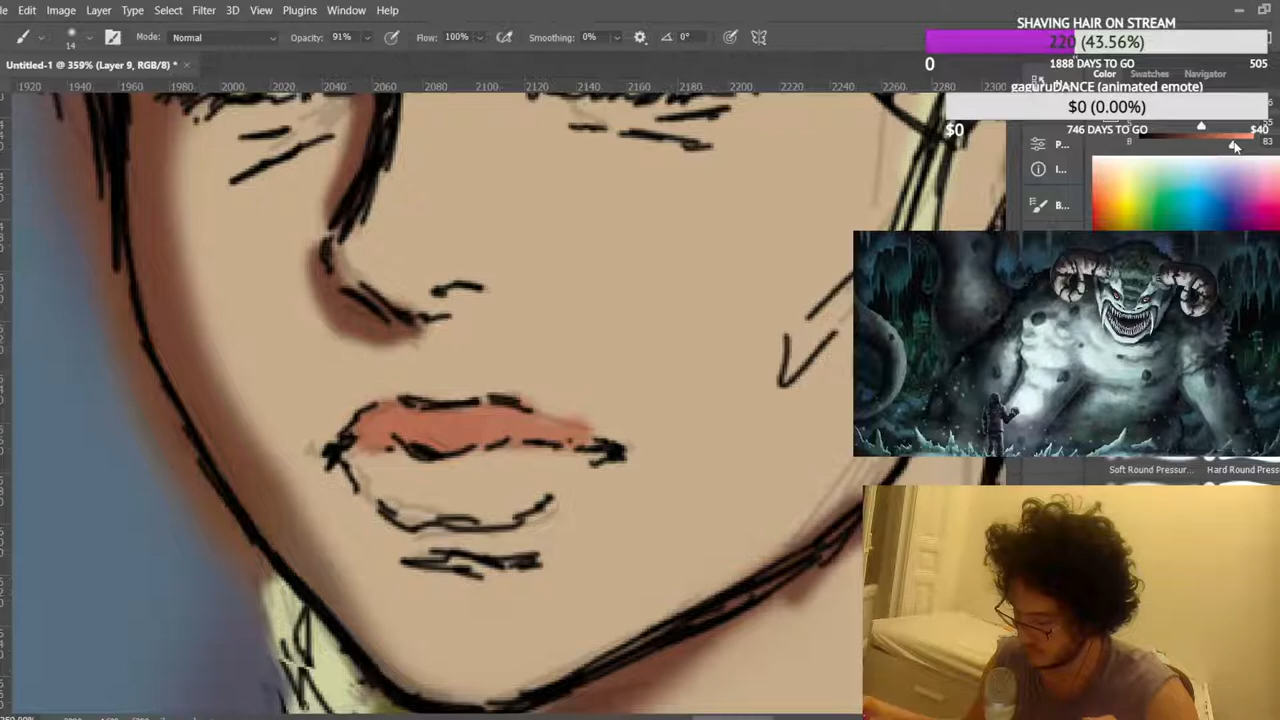 Edit Image Layer Type Select Filter 3D View Plugins Window Help
14 Mode: Normal Opacity: 91% Flow: 100% Smoothing: 0% 0°
Untitled-1 @ 359% (Layer 9, RGB/8) *
1920 1940 1960 1980 2000 2020 2040 2060 2080 2100 2120 2140 2160 2180 2200 2220 2240 2260 2280 2300
SHAVING HAIR ON STREAM
220 (43.56%)
0 1888 DAYS TO GO 505
Color Swatches Navigator
gaguruDANCE (animated emote)
$0 (0.00%)
$0 746 DAYS TO GO $40
B 83
P...
I...
B...
Soft Round Pressur... Hard Round Pressur